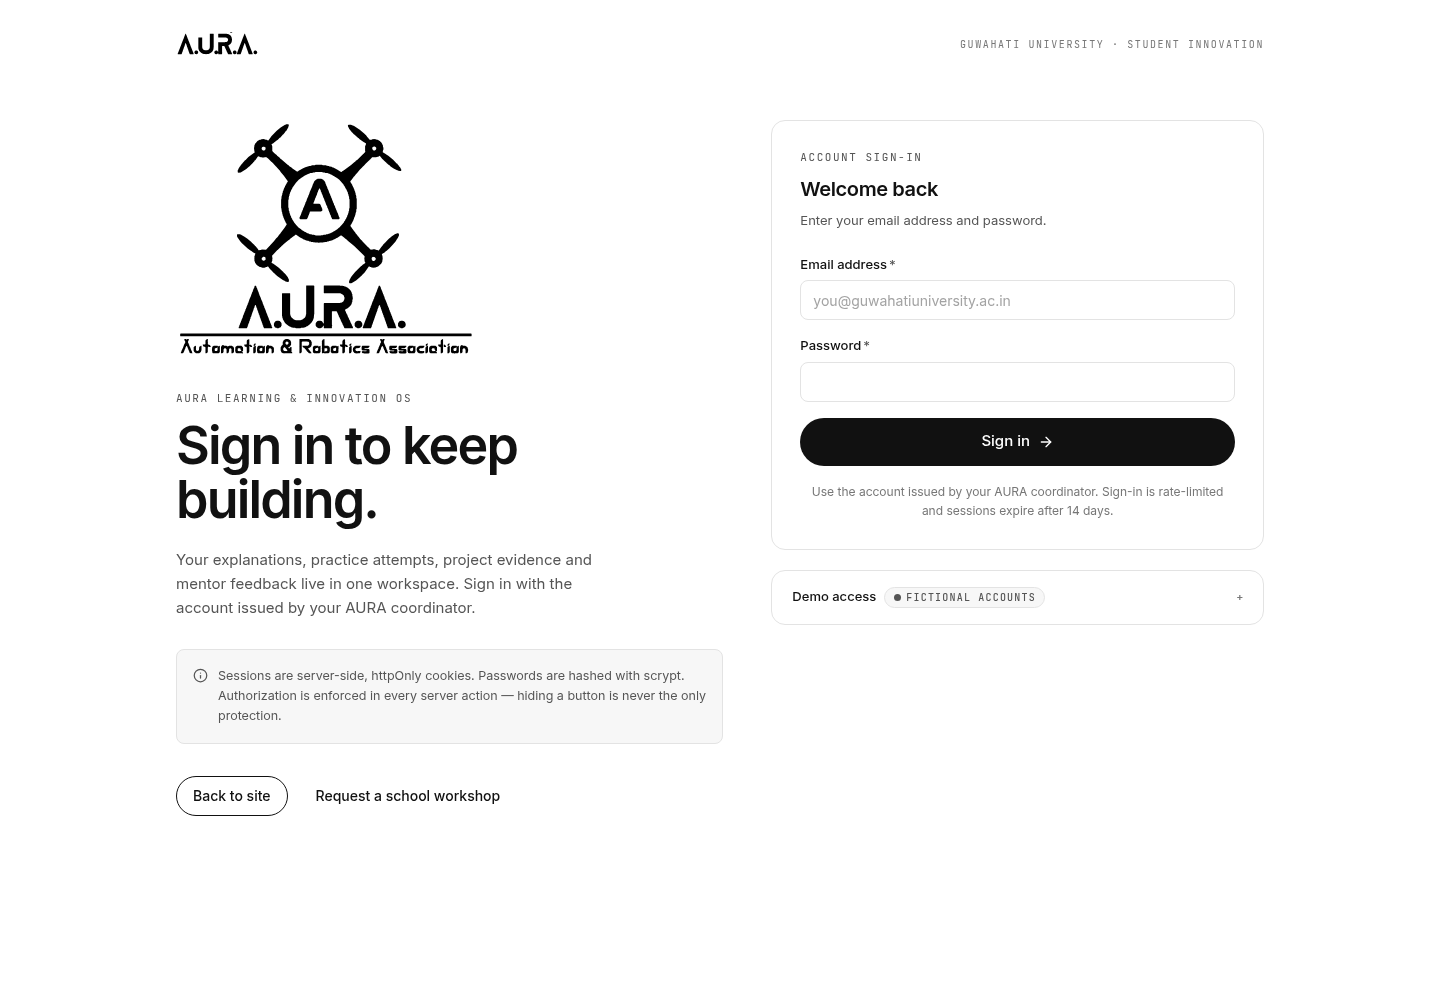 A.U.R.A.
GUWAHATI UNIVERSITY · STUDENT INNOVATION
A
A.U.R.A.
Automation & Robotics Association
AURA LEARNING & INNOVATION OS
Sign in to keep
building.
Your explanations, practice attempts, project evidence and
mentor feedback live in one workspace. Sign in with the
account issued by your AURA coordinator.
Sessions are server-side, httpOnly cookies. Passwords are hashed with scrypt.
Authorization is enforced in every server action — hiding a button is never the only
protection.
Back to site
Request a school workshop
ACCOUNT SIGN-IN
Welcome back
Enter your email address and password.
Email address *
you@guwahatiuniversity.ac.in
Password *
Sign in →
Use the account issued by your AURA coordinator. Sign-in is rate-limited
and sessions expire after 14 days.
Demo access ● FICTIONAL ACCOUNTS +